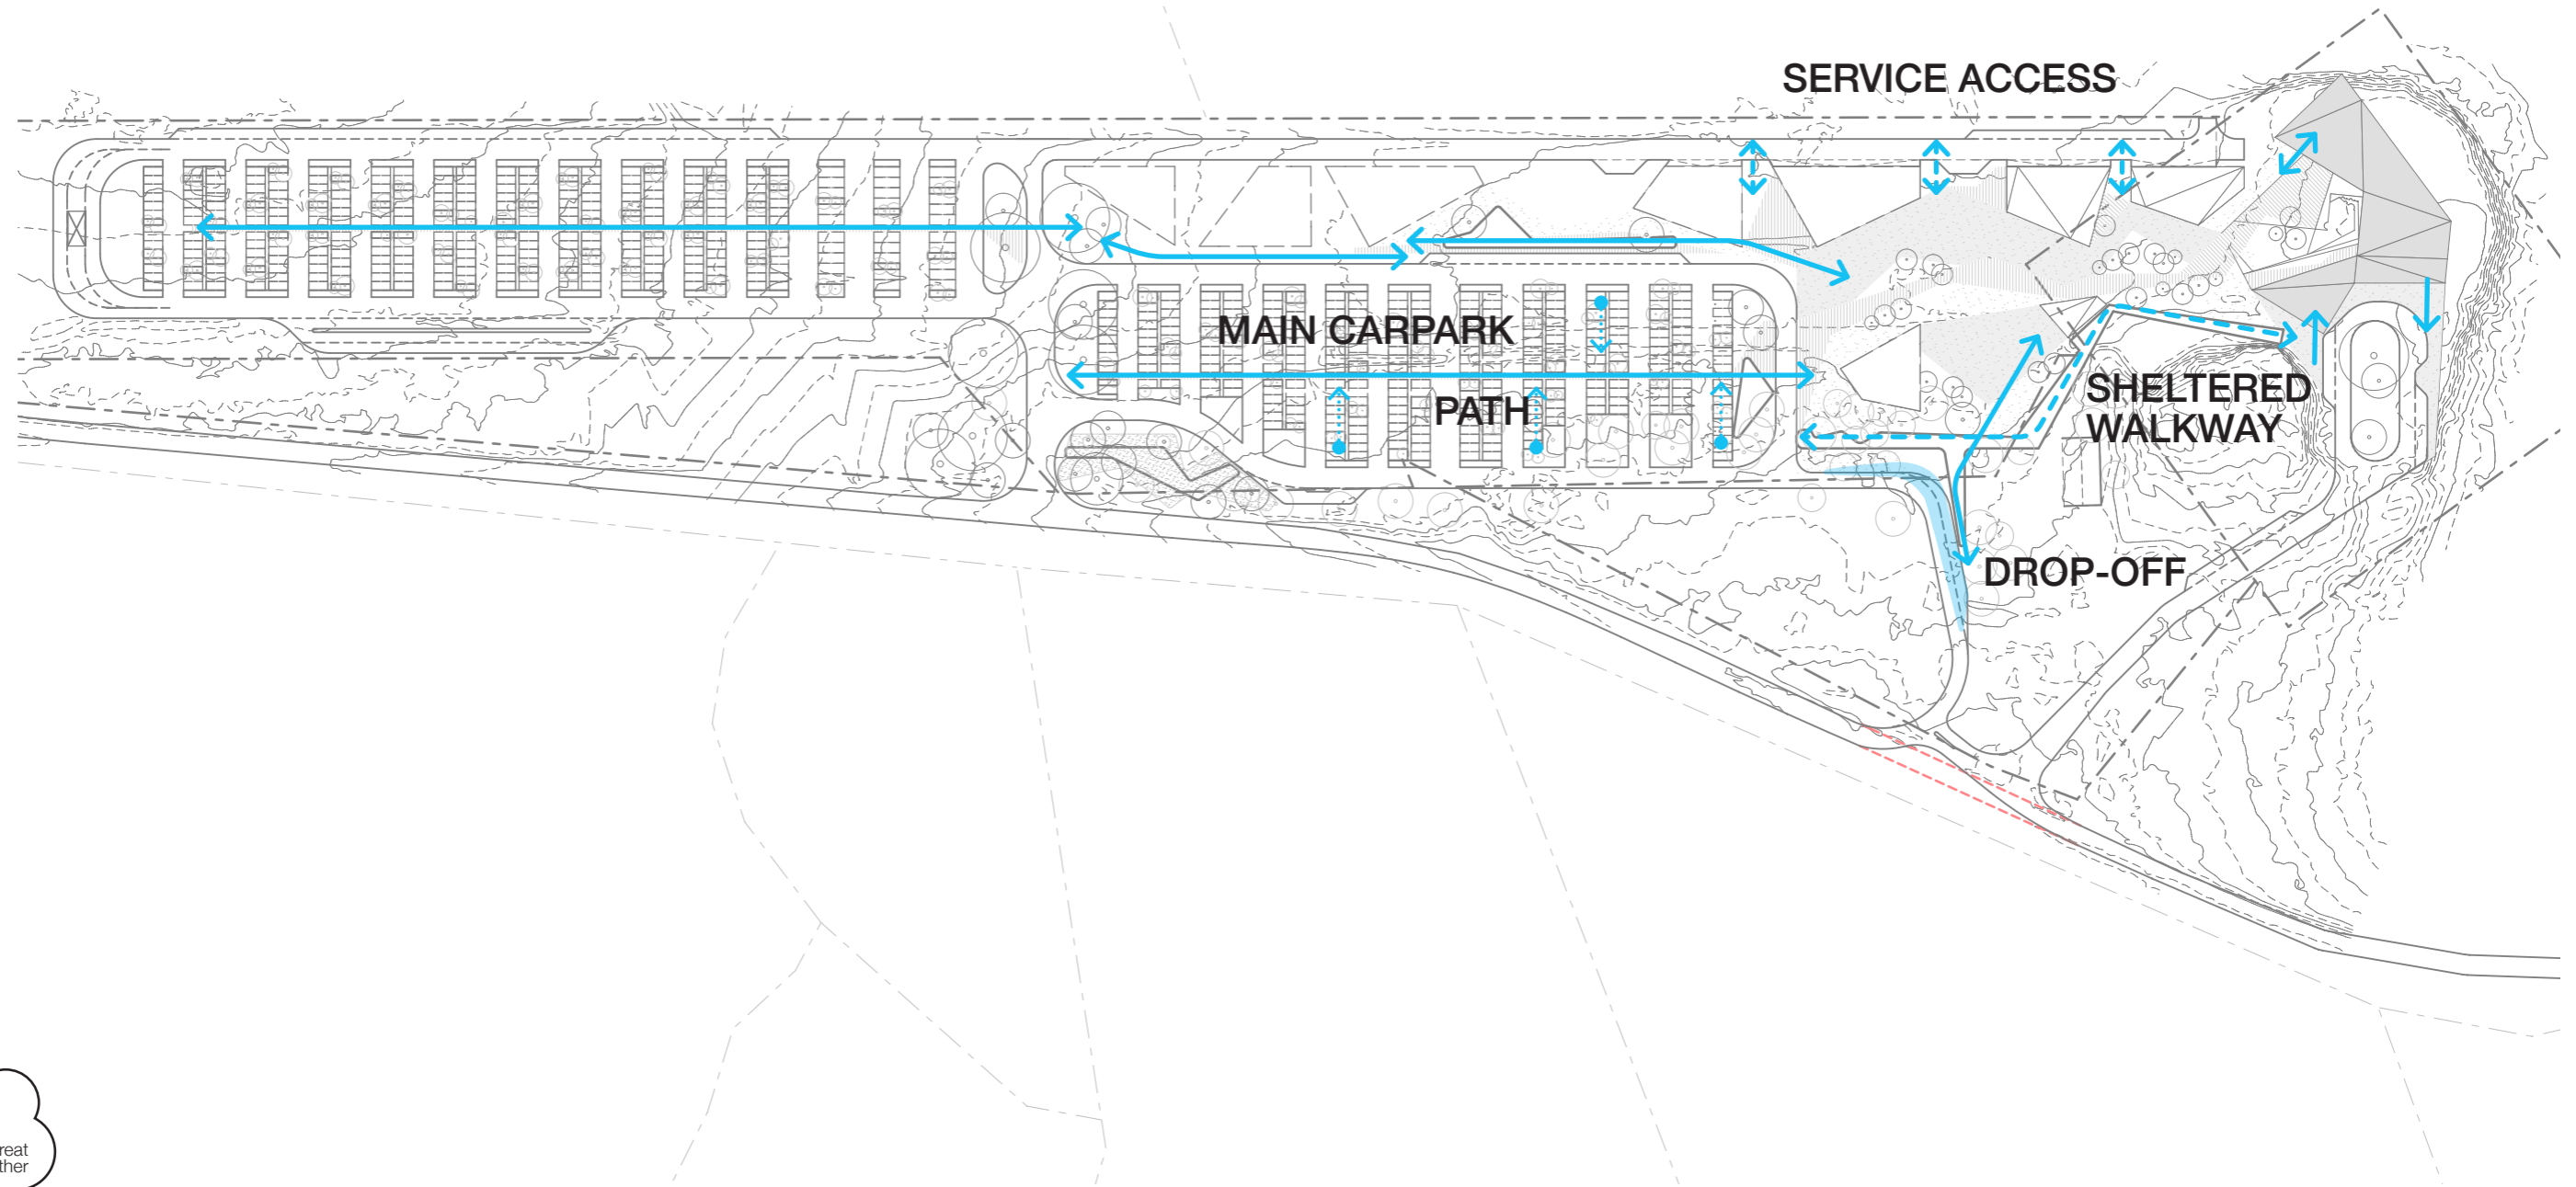 SERVICE ACCESS
MAIN CARPARK
PATH
SHELTERED
WALKWAY
DROP-OFF
reat
ther